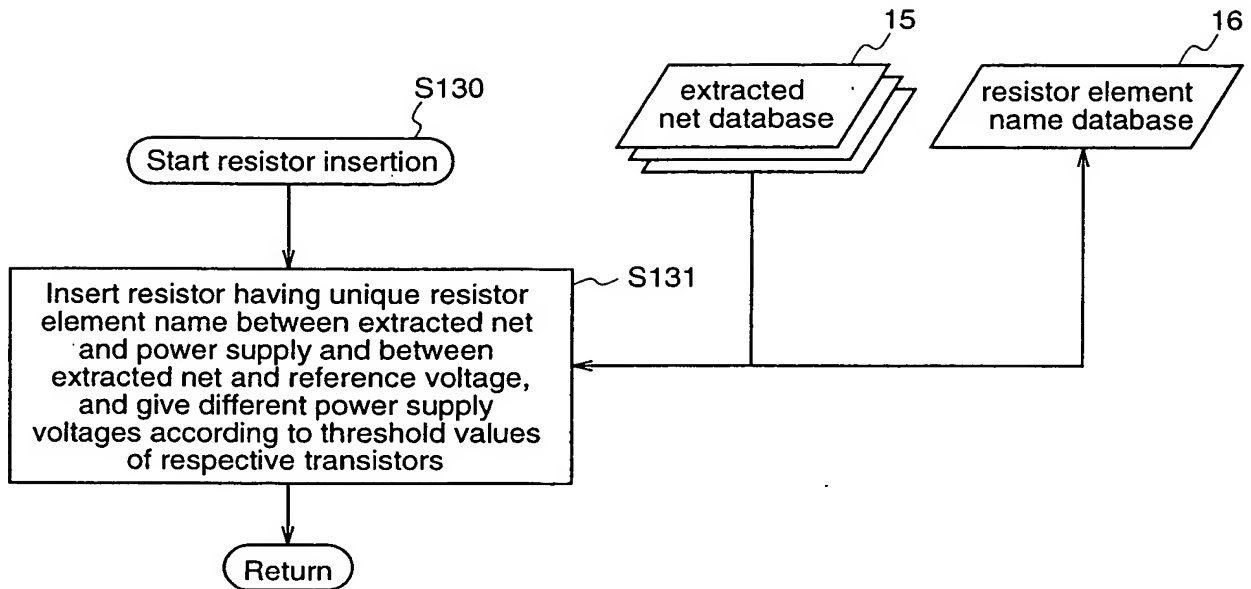 15
16
S130
extracted
net database
resistor element
name database
Start resistor insertion
S131
Insert resistor having unique resistor
element name between extracted net
and power supply and between
extracted net and reference voltage,
and give different power supply
voltages according to threshold values
of respective transistors
Return